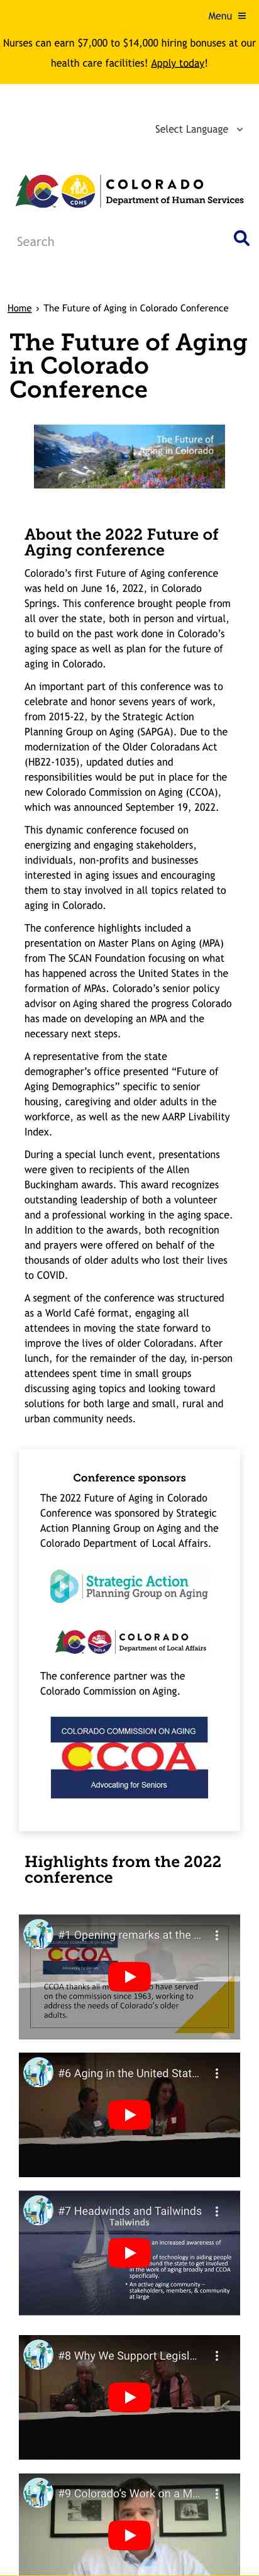 Menu
Nurses can earn $7,000 to $14,000 hiring bonuses at our
health care facilities! Apply today!
Select Language
CDHS
COLORADO
Department of Human Services
Search
Home › The Future of Aging in Colorado Conference
The Future of Aging
in Colorado
Conference
The Future of
Aging in Colorado
About the 2022 Future of
Aging conference
Colorado’s first Future of Aging conference
was held on June 16, 2022, in Colorado
Springs. This conference brought people from
all over the state, both in person and virtual,
to build on the past work done in Colorado’s
aging space as well as plan for the future of
aging in Colorado.
An important part of this conference was to
celebrate and honor sevens years of work,
from 2015-22, by the Strategic Action
Planning Group on Aging (SAPGA). Due to the
modernization of the Older Coloradans Act
(HB22-1035), updated duties and
responsibilities would be put in place for the
new Colorado Commission on Aging (CCOA),
which was announced September 19, 2022.
This dynamic conference focused on
energizing and engaging stakeholders,
individuals, non-profits and businesses
interested in aging issues and encouraging
them to stay involved in all topics related to
aging in Colorado.
The conference highlights included a
presentation on Master Plans on Aging (MPA)
from The SCAN Foundation focusing on what
has happened across the United States in the
formation of MPAs. Colorado’s senior policy
advisor on Aging shared the progress Colorado
has made on developing an MPA and the
necessary next steps.
A representative from the state
demographer’s office presented “Future of
Aging Demographics” specific to senior
housing, caregiving and older adults in the
workforce, as well as the new AARP Livability
Index.
During a special lunch event, presentations
were given to recipients of the Allen
Buckingham awards. This award recognizes
outstanding leadership of both a volunteer
and a professional working in the aging space.
In addition to the awards, both recognition
and prayers were offered on behalf of the
thousands of older adults who lost their lives
to COVID.
A segment of the conference was structured
as a World Café format, engaging all
attendees in moving the state forward to
improve the lives of older Coloradans. After
lunch, for the remainder of the day, in-person
attendees spent time in small groups
discussing aging topics and looking toward
solutions for both large and small, rural and
urban community needs.
Conference sponsors
The 2022 Future of Aging in Colorado
Conference was sponsored by Strategic
Action Planning Group on Aging and the
Colorado Department of Local Affairs.
Strategic Action
Planning Group on Aging
COLORADO
Department of Local Affairs
The conference partner was the
Colorado Commission on Aging.
COLORADO COMMISSION ON AGING
CCOA
Advocating for Seniors
Highlights from the 2022
conference
#1 Opening remarks at the ...
CCOA
CCOA thanks all m
o have served
on the commission since 1963, working to
address the needs of Colorado’s older
adults.
#6 Aging in the United Stat...
#7 Headwinds and Tailwinds
Tailwinds
an increased awareness of
of technology in aiding people
ound the state to get involved
the work of aging broadly and CCOA
specifically.
• An active aging community –
stakeholders, members, & community
at large
#8 Why We Support Legisl...
#9 Colorado’s Work on a M...